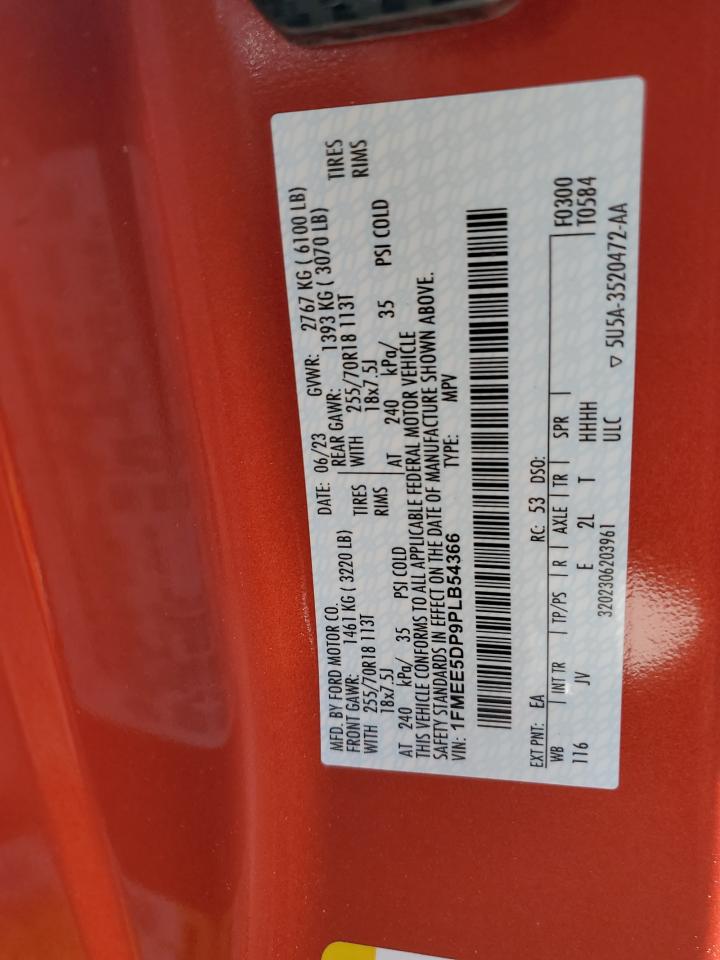 MFD. BY FORD MOTOR CO.
DATE: 06/23 GVWR: 2767 KG ( 6100 LB)
FRONT GAWR: 1461 KG ( 3220 LB)
REAR GAWR: 1393 KG ( 3070 LB)
WITH 255/70R18 113T TIRES
WITH 255/70R18 113T TIRES
18x7.5J RIMS
18x7.5J RIMS
AT 240 kPa/ 35 PSI COLD
AT 240 kPa/ 35 PSI COLD
THIS VEHICLE CONFORMS TO ALL APPLICABLE FEDERAL MOTOR VEHICLE
SAFETY STANDARDS IN EFFECT ON THE DATE OF MANUFACTURE SHOWN ABOVE.
VIN: 1FMEE5DP9PLB54366
TYPE: MPV
EXT PNT: EA RC: 53 DSO:
F0300
WB INT TR TP/PS R AXLE TR SPR
T0584
116 JV E 2L T HHHH
3202306203961 ULC
▽ 5U5A-3520472-AA